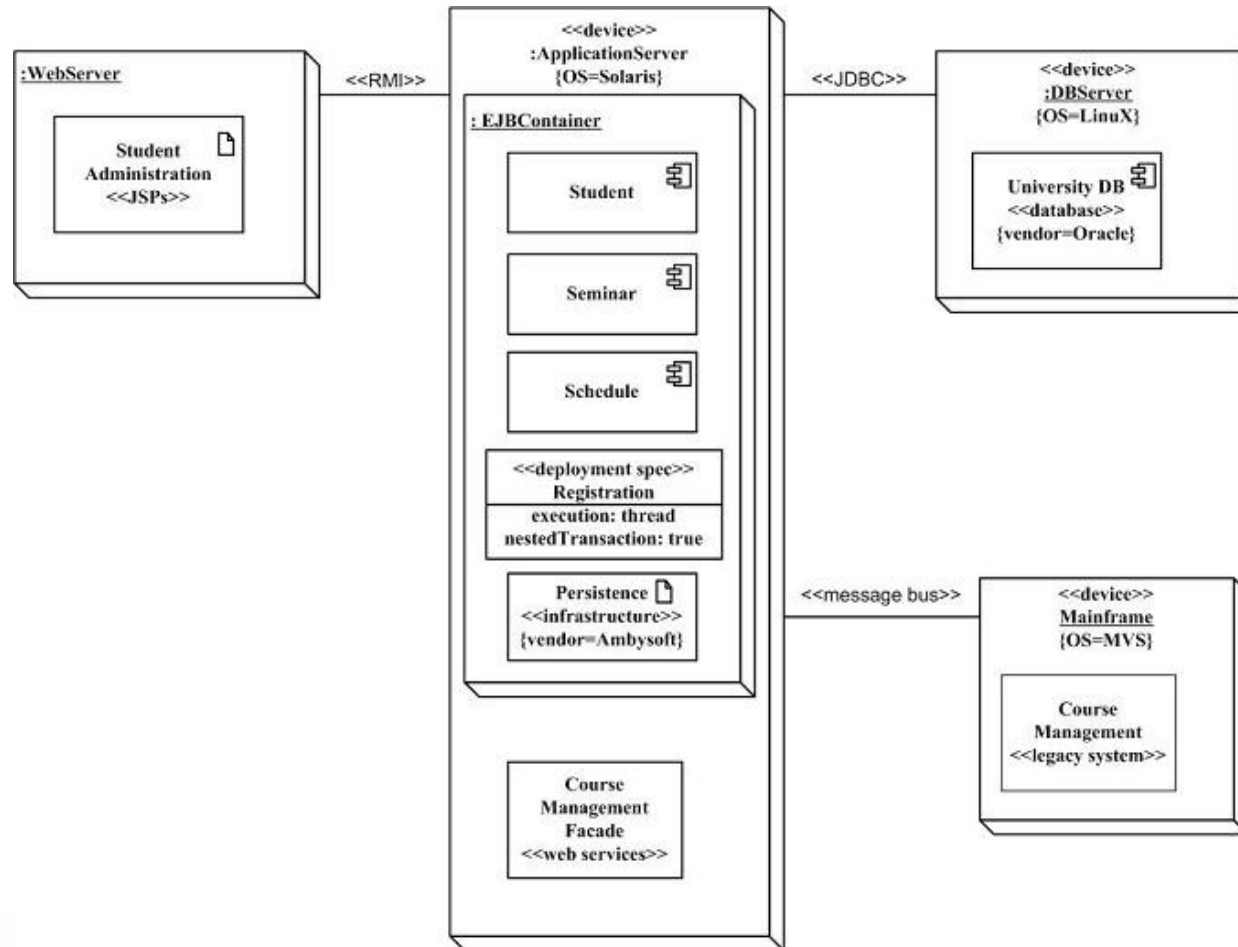 :WebServer
Student
Administration
<<JSPs>>
<<RMI>>
<<device>>
:ApplicationServer
{OS=Solaris}
: EJBContainer
Student
Seminar
Schedule
<<deployment spec>>
Registration
execution: thread
nestedTransaction: true
Persistence
<<infrastructure>>
{vendor=Ambysoft}
Course
Management
Facade
<<web services>>
<<JDBC>>
<<device>>
:DBServer
{OS=LinuX}
University DB
<<database>>
{vendor=Oracle}
<<message bus>>
<<device>>
Mainframe
{OS=MVS}
Course
Management
<<legacy system>>